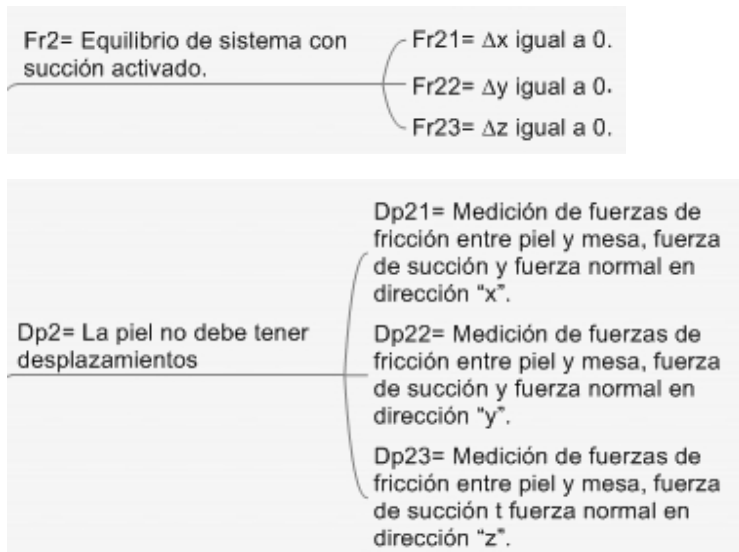 Fr2= Equilibrio de sistema con
succión activado.
Fr21= Δx igual a 0.
Fr22= Δy igual a 0.
Fr23= Δz igual a 0.
Dp2= La piel no debe tener
desplazamientos
Dp21= Medición de fuerzas de
fricción entre piel y mesa, fuerza
de succión y fuerza normal en
dirección “x”.
Dp22= Medición de fuerzas de
fricción entre piel y mesa, fuerza
de succión y fuerza normal en
dirección “y”.
Dp23= Medición de fuerzas de
fricción entre piel y mesa, fuerza
de succión t fuerza normal en
dirección “z”.